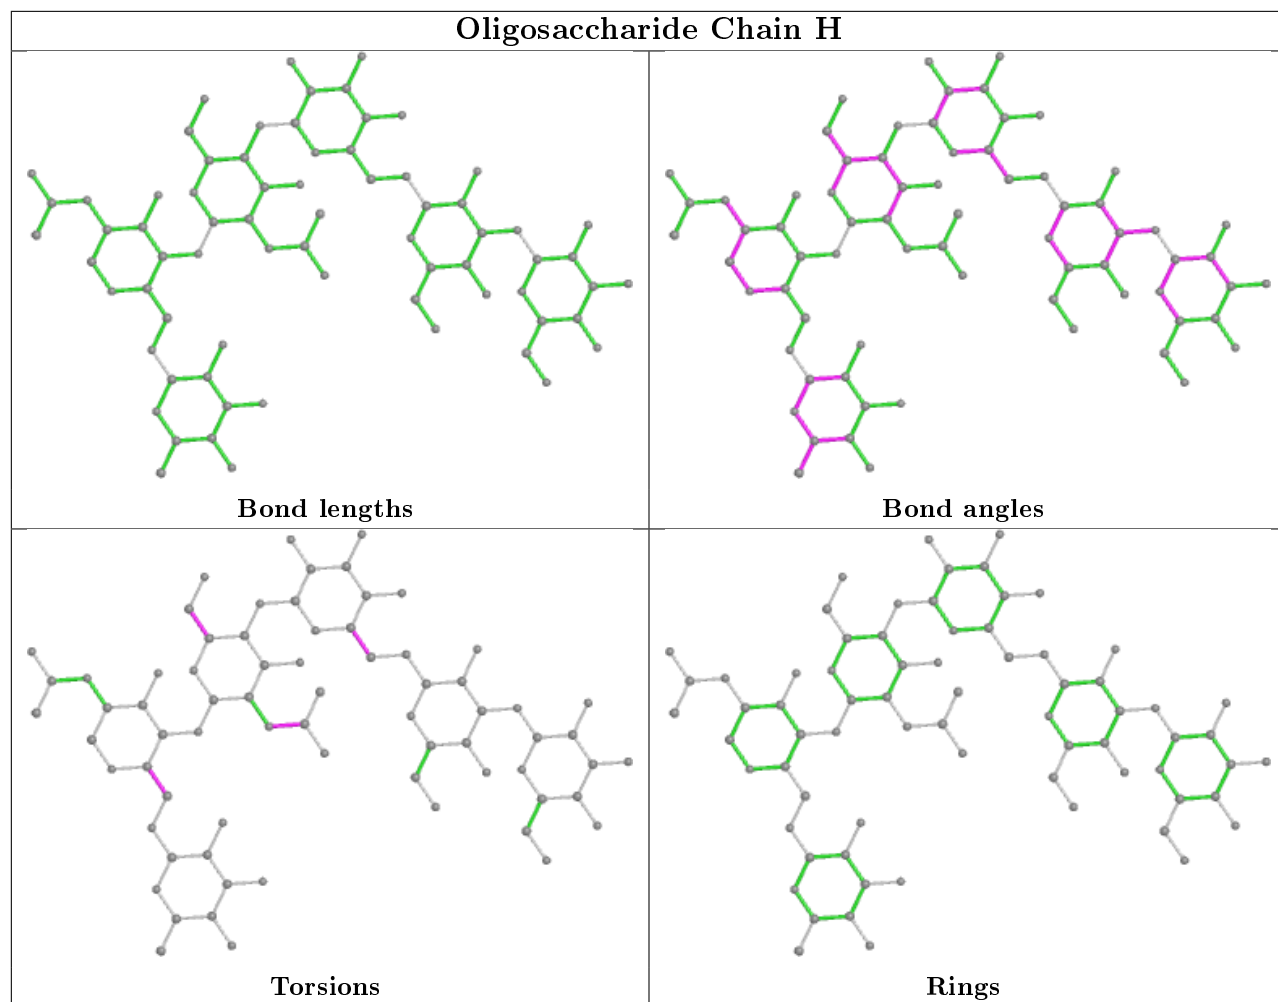 Oligosaccharide Chain H
Bond lengths
Bond angles
Torsions
Rings